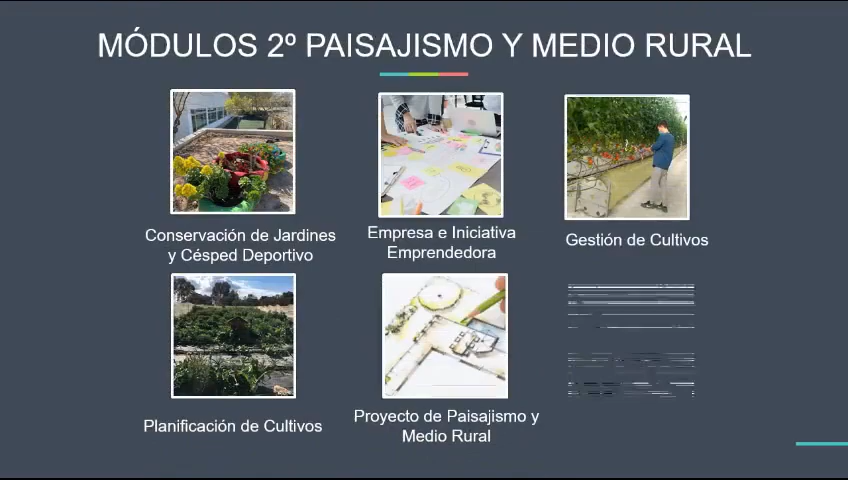 MÓDULOS 2º PAISAJISMO Y MEDIO RURAL
Conservación de Jardines
y Césped Deportivo
Empresa e Iniciativa
Emprendedora
Gestión de Cultivos
Planificación de Cultivos
Proyecto de Paisajismo y
Medio Rural